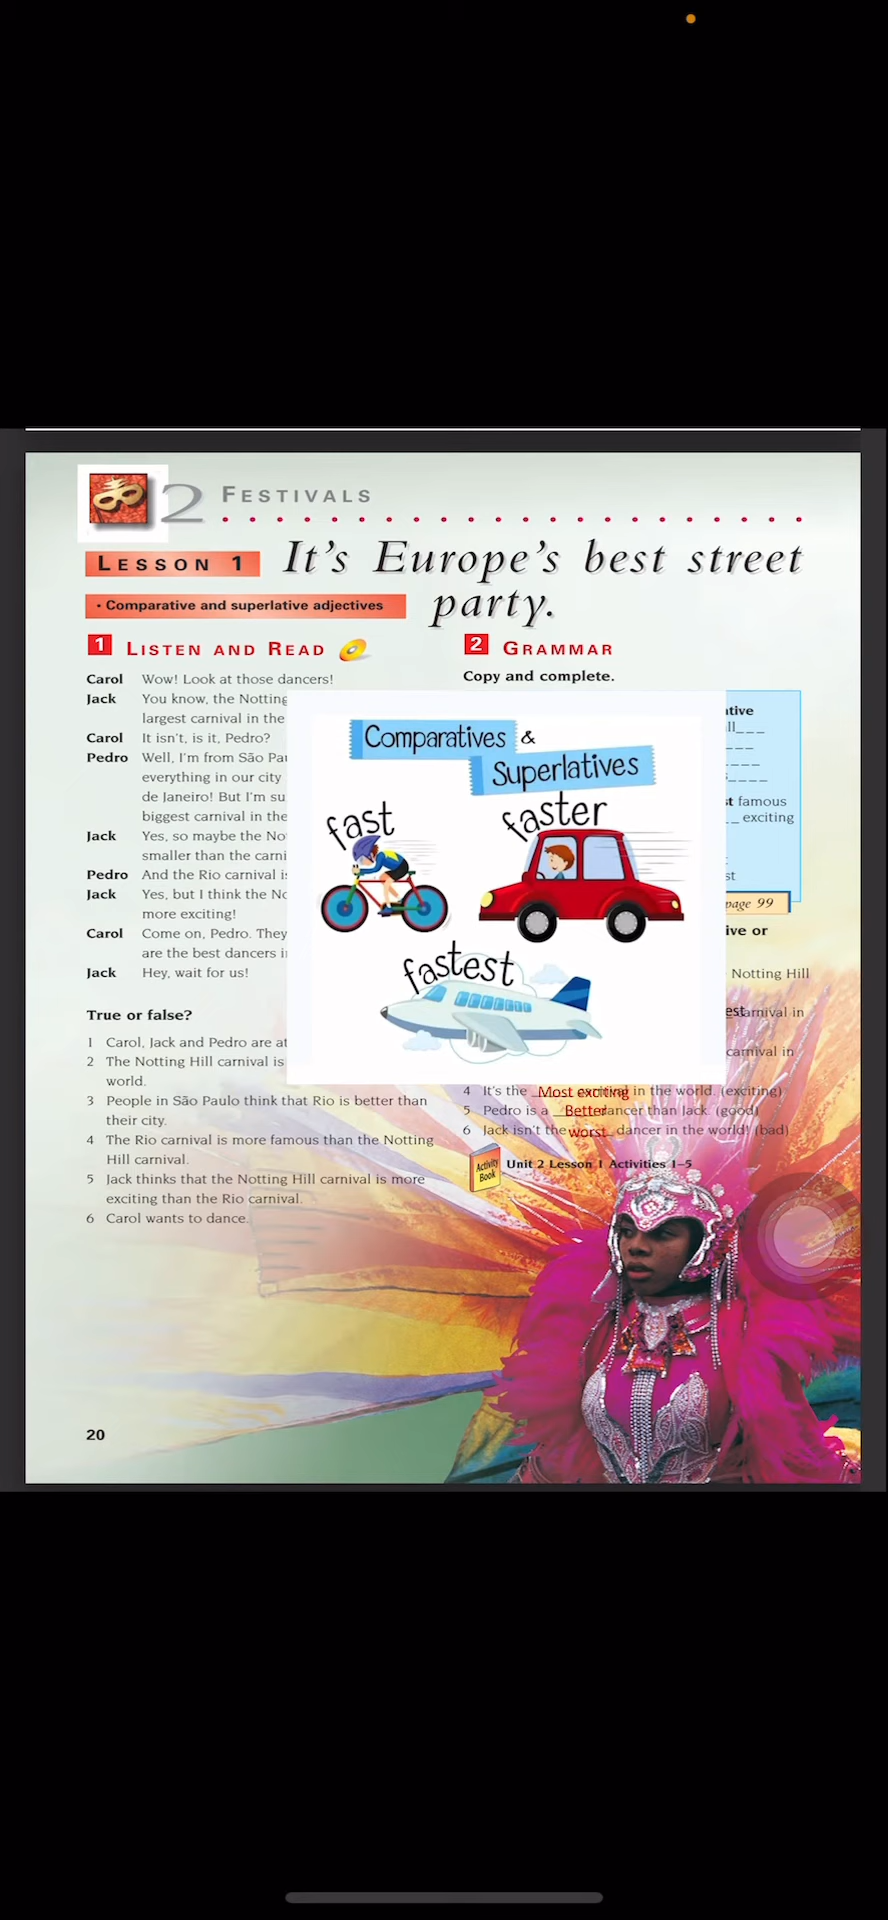 2 FESTIVALS
LESSON 1 It's Europe's best street
• Comparative and superlative adjectives party.
1 LISTEN AND READ
Carol Wow! Look at those dancers!
Jack You know, the Notting
largest carnival in the
Carol It isn't, is it, Pedro?
Pedro Well, I'm from São
everything in our city
de Janeiro! But I'm
biggest carnival in the
Jack Yes, so maybe the
smaller than the
Pedro And the Rio carnival
Jack Yes, but I think the
more exciting!
Carol Come on, Pedro. They
are the best dancers
Jack Hey, wait for us!
True or false?
1 Carol, Jack and Pedro are at
2 The Notting Hill carnival is
world.
3 People in São Paulo think that Rio is better than
their city.
4 The Rio carnival is more famous than the Notting
Hill carnival.
5 Jack thinks that the Notting Hill carnival is more
exciting than the Rio carnival.
6 Carol wants to dance.
20
2 GRAMMAR
Copy and complete.
Comparatives &
Superlatives
fast
faster
fastest
famous
__ exciting
page 99
or
Notting Hill
in
carnival in
4 It's the Most exciting in the world. (exciting)
5 Pedro is a __Better dancer than Jack. (good)
6 Jack isn't the worst_ dancer in the world! (bad)
Activity
Book
Unit 2 Lesson 1 Activities 1–5